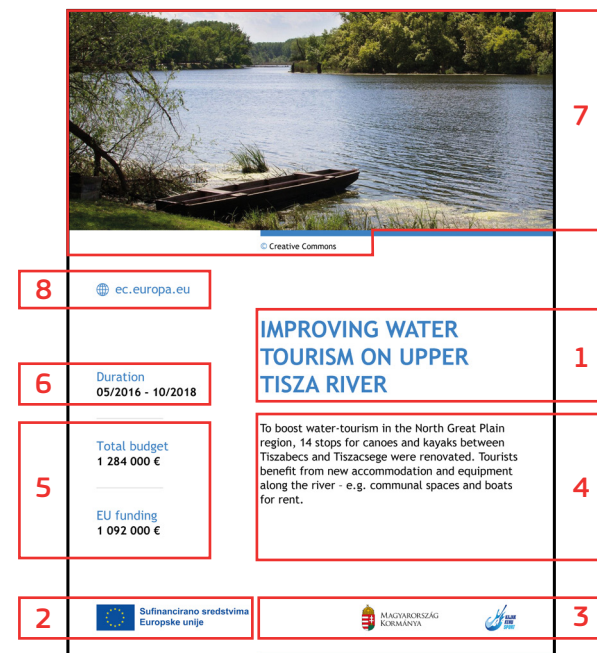 7
© Creative Commons
8
ec.europa.eu
IMPROVING WATER
TOURISM ON UPPER
TISZA RIVER
1
6
Duration
05/2016 - 10/2018
To boost water-tourism in the North Great Plain
region, 14 stops for canoes and kayaks between
Tiszabecs and Tiszacsege were renovated. Tourists
benefit from new accommodation and equipment
along the river - e.g. communal spaces and boats
for rent.
4
5
Total budget
1 284 000 €
EU funding
1 092 000 €
2
Sufinancirano sredstvima
Europske unije
MAGYARORSZÁG
KORMÁNYA
KAJAK
KENU
SPORT
3